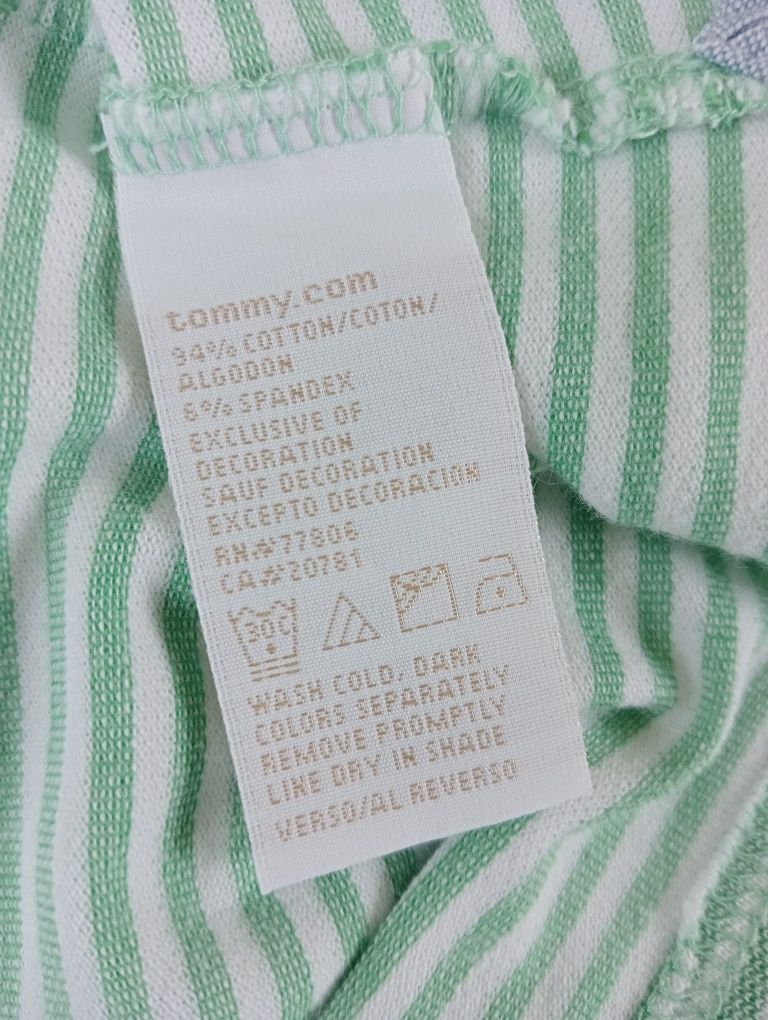 tommy.com
94% COTTON/COTON/
ALGODON
6% SPANDEX
EXCLUSIVE OF
DECORATION
SAUF DECORATION
EXCEPTO DECORACION
RN#77806
CA#20781
30C
WASH COLD, DARK
COLORS SEPARATELY
REMOVE PROMPTLY
LINE DRY IN SHADE
VERSO/AL REVERSO